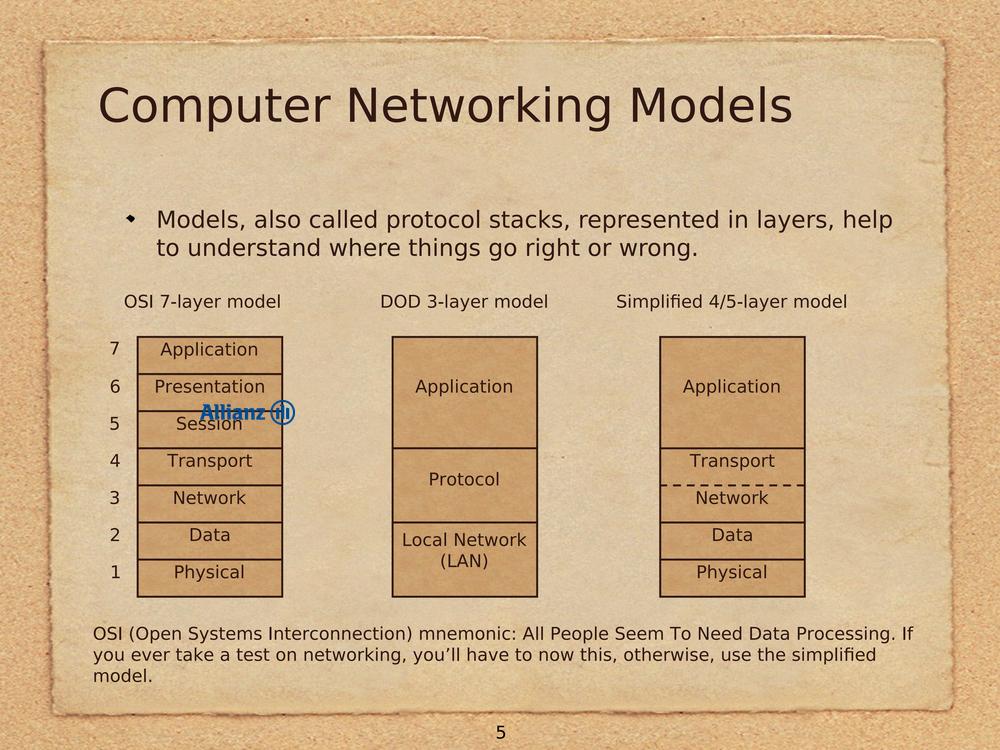 Computer Networking Models
Models, also called protocol stacks, represented in layers, help
to understand where things go right or wrong.
OSI 7-layer model
DOD 3-layer model
Simplified 4/5-layer model
7
Application
6
Presentation
Allianz
5
Session
4
Transport
3
Network
2
Data
1
Physical
Application
Protocol
Local Network
(LAN)
Application
Transport
Network
Data
Physical
OSI (Open Systems Interconnection) mnemonic: All People Seem To Need Data Processing. If
you ever take a test on networking, you’ll have to now this, otherwise, use the simplified
model.
5